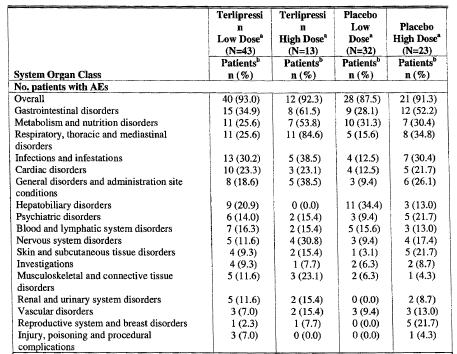 Terlipressi Terlipressi Placebo
n n Low Placebo
Low Dose^a High Dose^a Dose^a High Dose^a
(N=43) (N=13) (N=32) (N=23)
Patients^b Patients^b Patients^b Patients^b
System Organ Class n (%) n (%) n (%) n (%)
No. patients with AEs
Overall 40 (93.0) 12 (92.3) 28 (87.5) 21 (91.3)
Gastrointestinal disorders 15 (34.9) 8 (61.5) 9 (28.1) 12 (52.2)
Metabolism and nutrition disorders 11 (25.6) 7 (53.8) 10 (31.3) 7 (30.4)
Respiratory, thoracic and mediastinal 11 (25.6) 11 (84.6) 5 (15.6) 8 (34.8)
disorders
Infections and infestations 13 (30.2) 5 (38.5) 4 (12.5) 7 (30.4)
Cardiac disorders 10 (23.3) 3 (23.1) 4 (12.5) 5 (21.7)
General disorders and administration site 8 (18.6) 5 (38.5) 3 (9.4) 6 (26.1)
conditions
Hepatobiliary disorders 9 (20.9) 0 (0.0) 11 (34.4) 3 (13.0)
Psychiatric disorders 6 (14.0) 2 (15.4) 3 (9.4) 5 (21.7)
Blood and lymphatic system disorders 7 (16.3) 2 (15.4) 5 (15.6) 3 (13.0)
Nervous system disorders 5 (11.6) 4 (30.8) 3 (9.4) 4 (17.4)
Skin and subcutaneous tissue disorders 4 (9.3) 2 (15.4) 1 (3.1) 5 (21.7)
Investigations 4 (9.3) 1 (7.7) 2 (6.3) 2 (8.7)
Musculoskeletal and connective tissue 5 (11.6) 3 (23.1) 2 (6.3) 1 (4.3)
disorders
Renal and urinary system disorders 5 (11.6) 2 (15.4) 0 (0.0) 2 (8.7)
Vascular disorders 3 (7.0) 2 (15.4) 3 (9.4) 3 (13.0)
Reproductive system and breast disorders 1 (2.3) 1 (7.7) 0 (0.0) 5 (21.7)
Injury, poisoning and procedural 3 (7.0) 0 (0.0) 0 (0.0) 1 (4.3)
complications